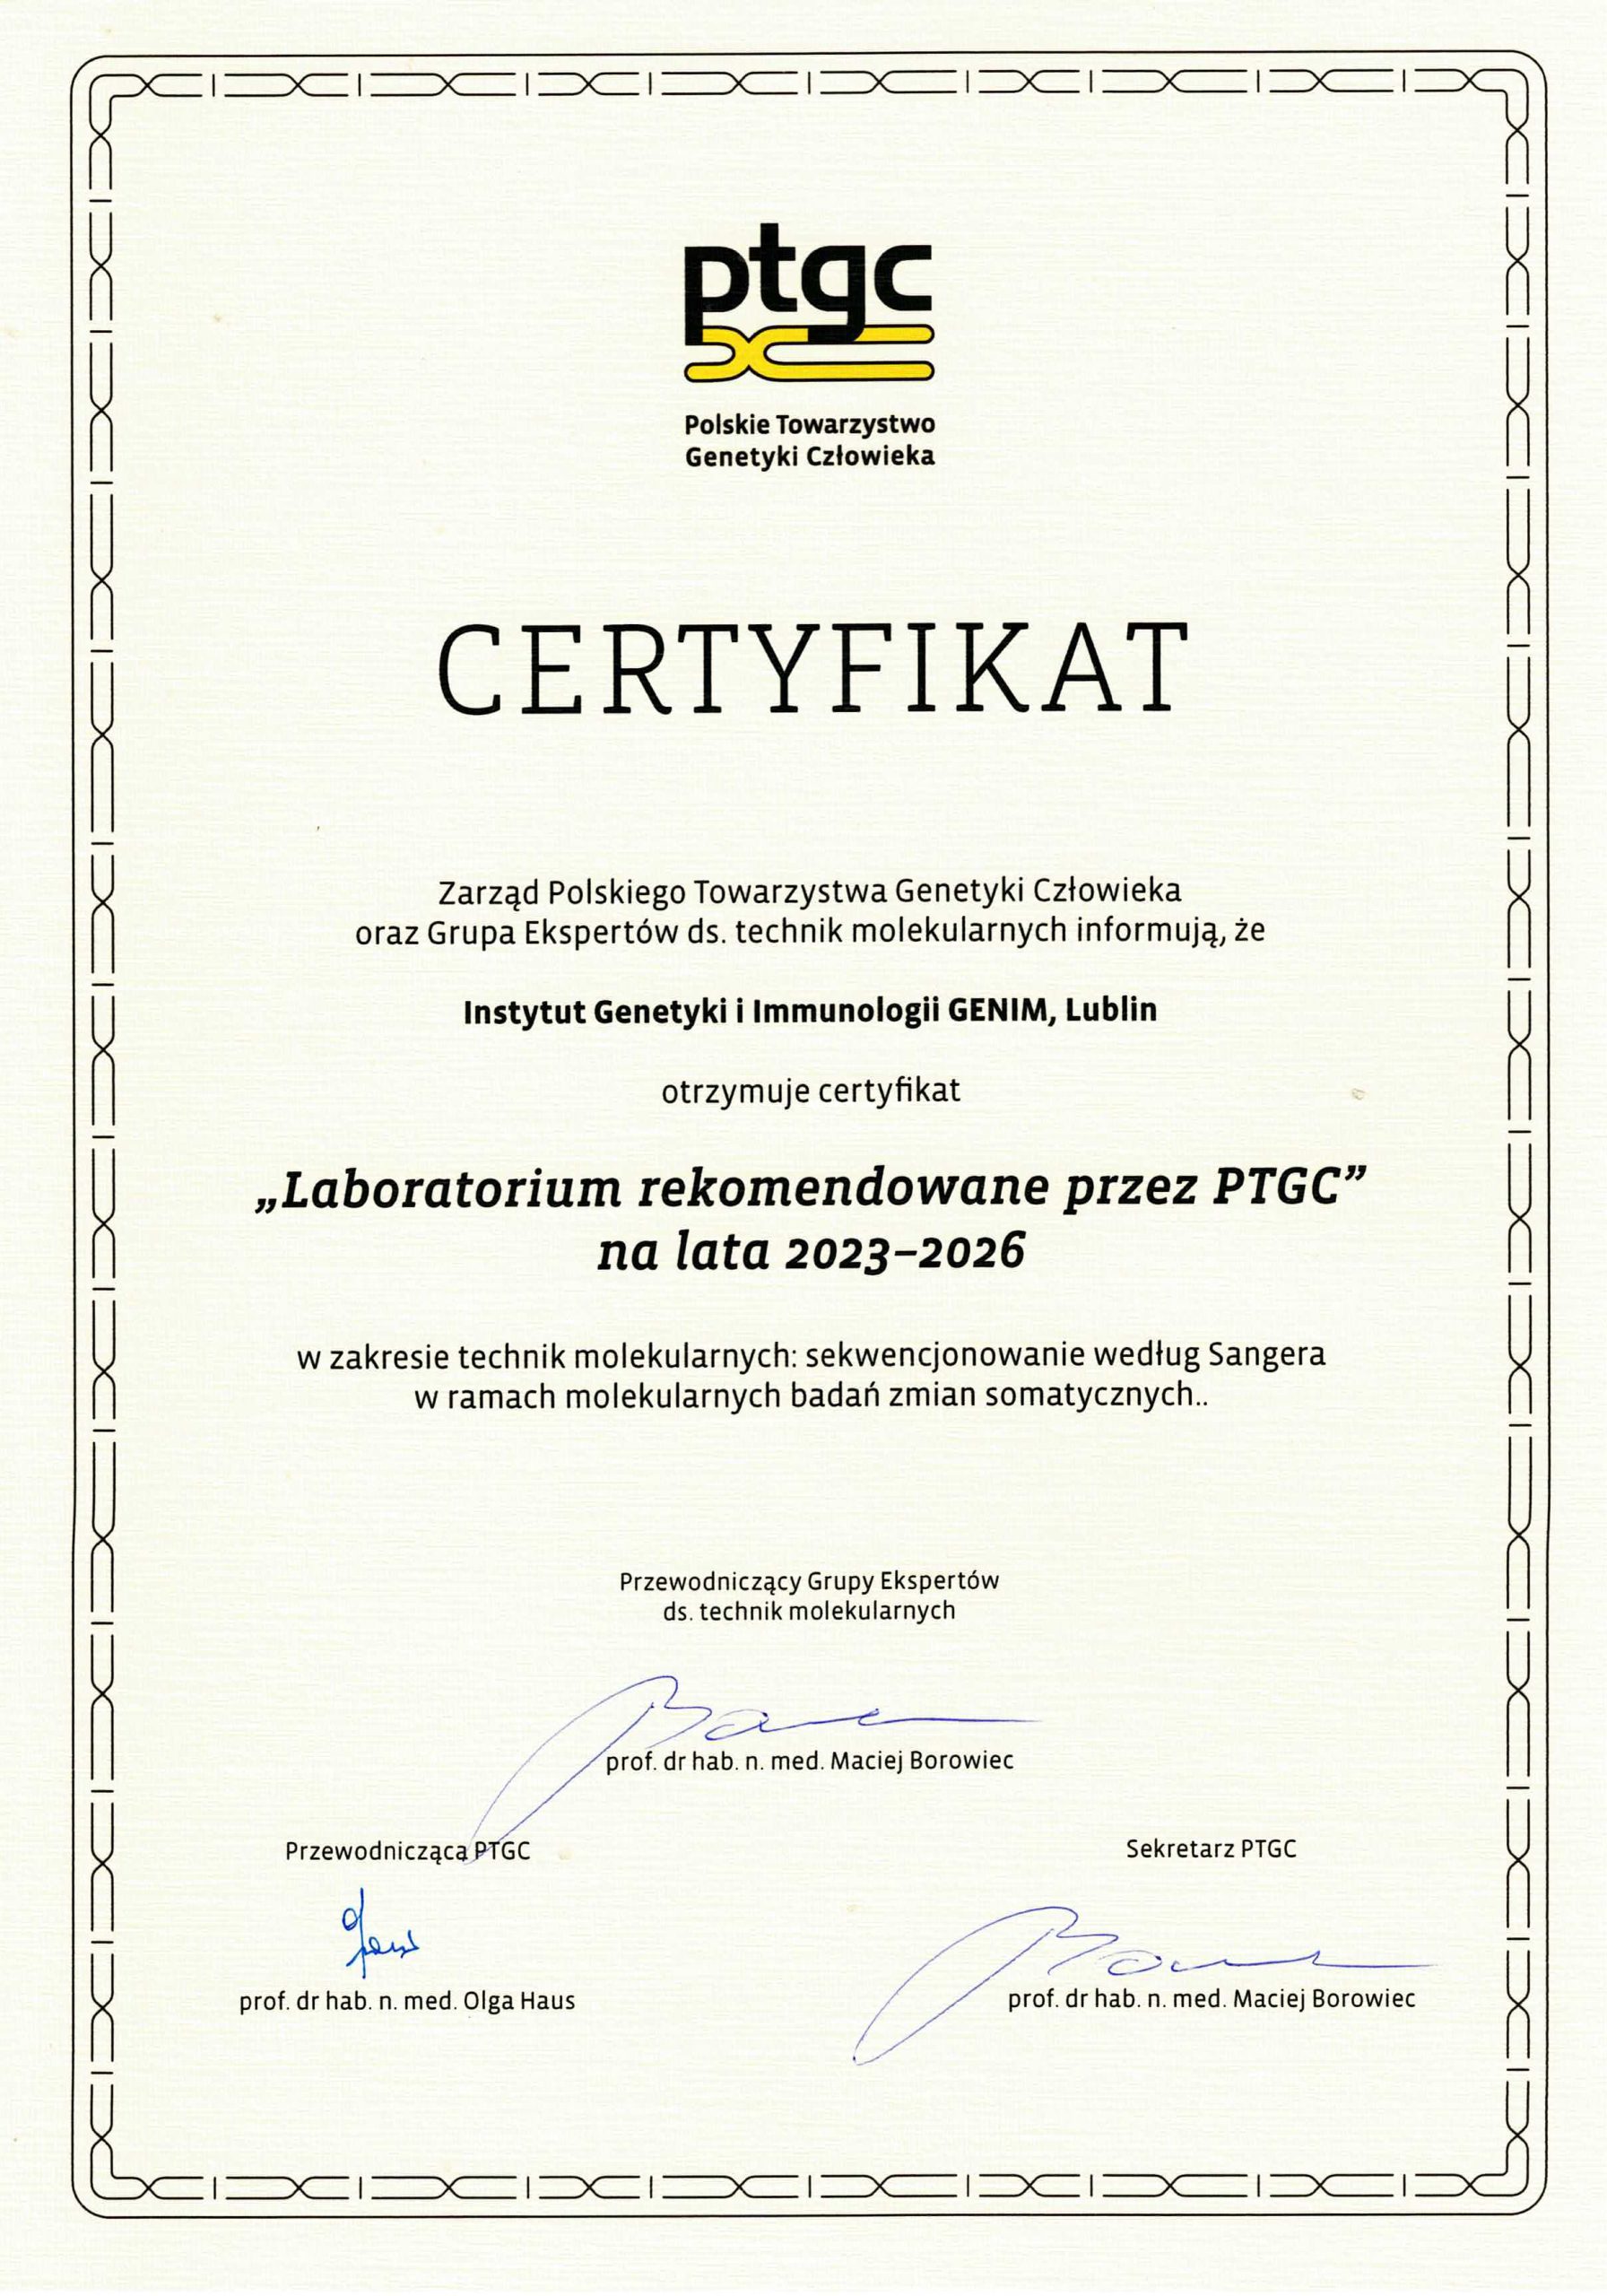 ptgc
Polskie Towarzystwo
Genetyki Człowieka
CERTYFIKAT
Zarząd Polskiego Towarzystwa Genetyki Człowieka
oraz Grupa Ekspertów ds. technik molekularnych informują, że
Instytut Genetyki i Immunologii GENIM, Lublin
otrzymuje certyfikat
„Laboratorium rekomendowane przez PTGC”
na lata 2023–2026
w zakresie technik molekularnych: sekwencjonowanie według Sangera
w ramach molekularnych badań zmian somatycznych..
Przewodniczący Grupy Ekspertów
ds. technik molekularnych
prof. dr hab. n. med. Maciej Borowiec
Przewodnicząca PTGC
prof. dr hab. n. med. Olga Haus
Sekretarz PTGC
prof. dr hab. n. med. Maciej Borowiec